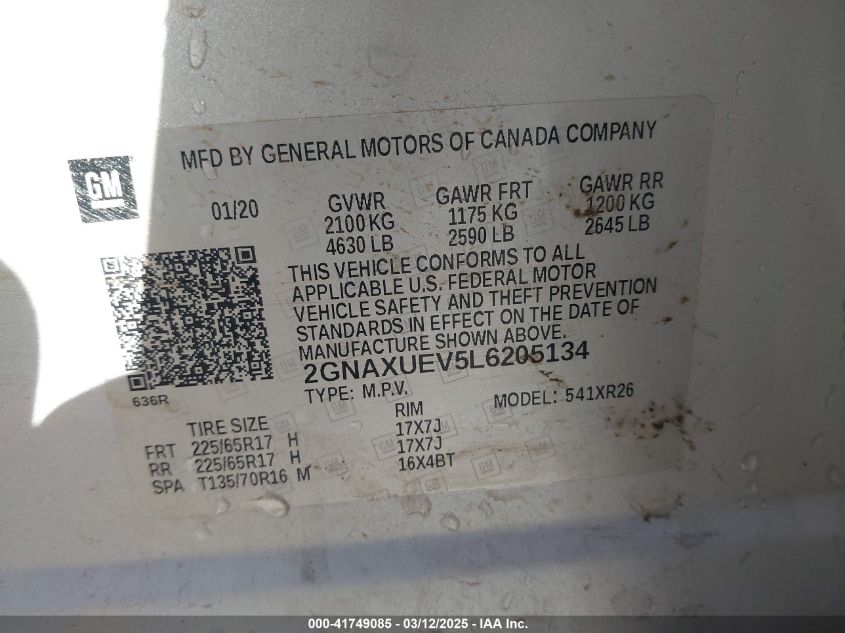 MFD BY GENERAL MOTORS OF CANADA COMPANY
GM
01/20
GVWR GAWR FRT GAWR RR
2100 KG 1175 KG 1200 KG
4630 LB 2590 LB 2645 LB
THIS VEHICLE CONFORMS TO ALL
APPLICABLE U.S. FEDERAL MOTOR
VEHICLE SAFETY AND THEFT PREVENTION
STANDARDS IN EFFECT ON THE DATE OF
MANUFACTURE SHOWN ABOVE.
2GNAXUEV5L6205134
TYPE: M.P.V. MODEL: 541XR26
636R
TIRE SIZE RIM
FRT 225/65R17 H 17X7J
RR 225/65R17 H 17X7J
SPA T135/70R16 M 16X4BT
000-41749085 - 03/12/2025 - IAA Inc.